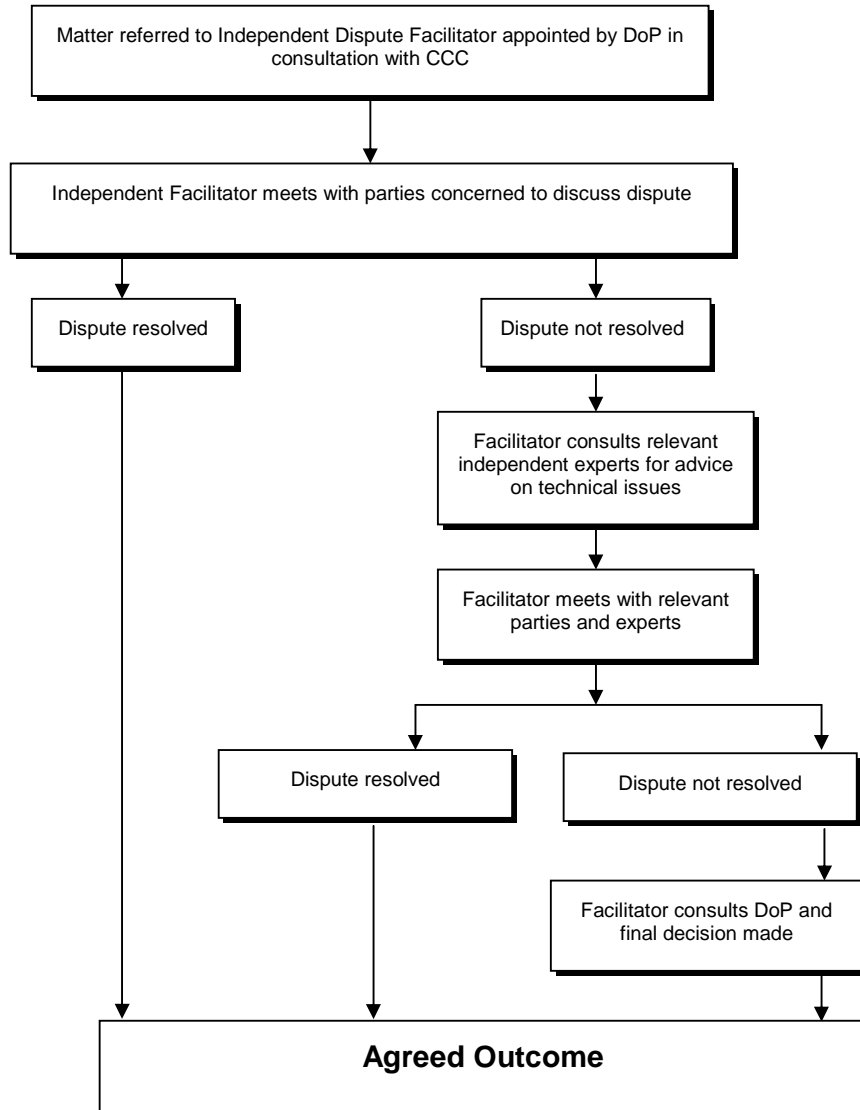 Matter referred to Independent Dispute Facilitator appointed by DoP in
consultation with CCC
Independent Facilitator meets with parties concerned to discuss dispute
Dispute resolved
Dispute not resolved
Facilitator consults relevant
independent experts for advice
on technical issues
Facilitator meets with relevant
parties and experts
Dispute resolved
Dispute not resolved
Facilitator consults DoP and
final decision made
Agreed Outcome